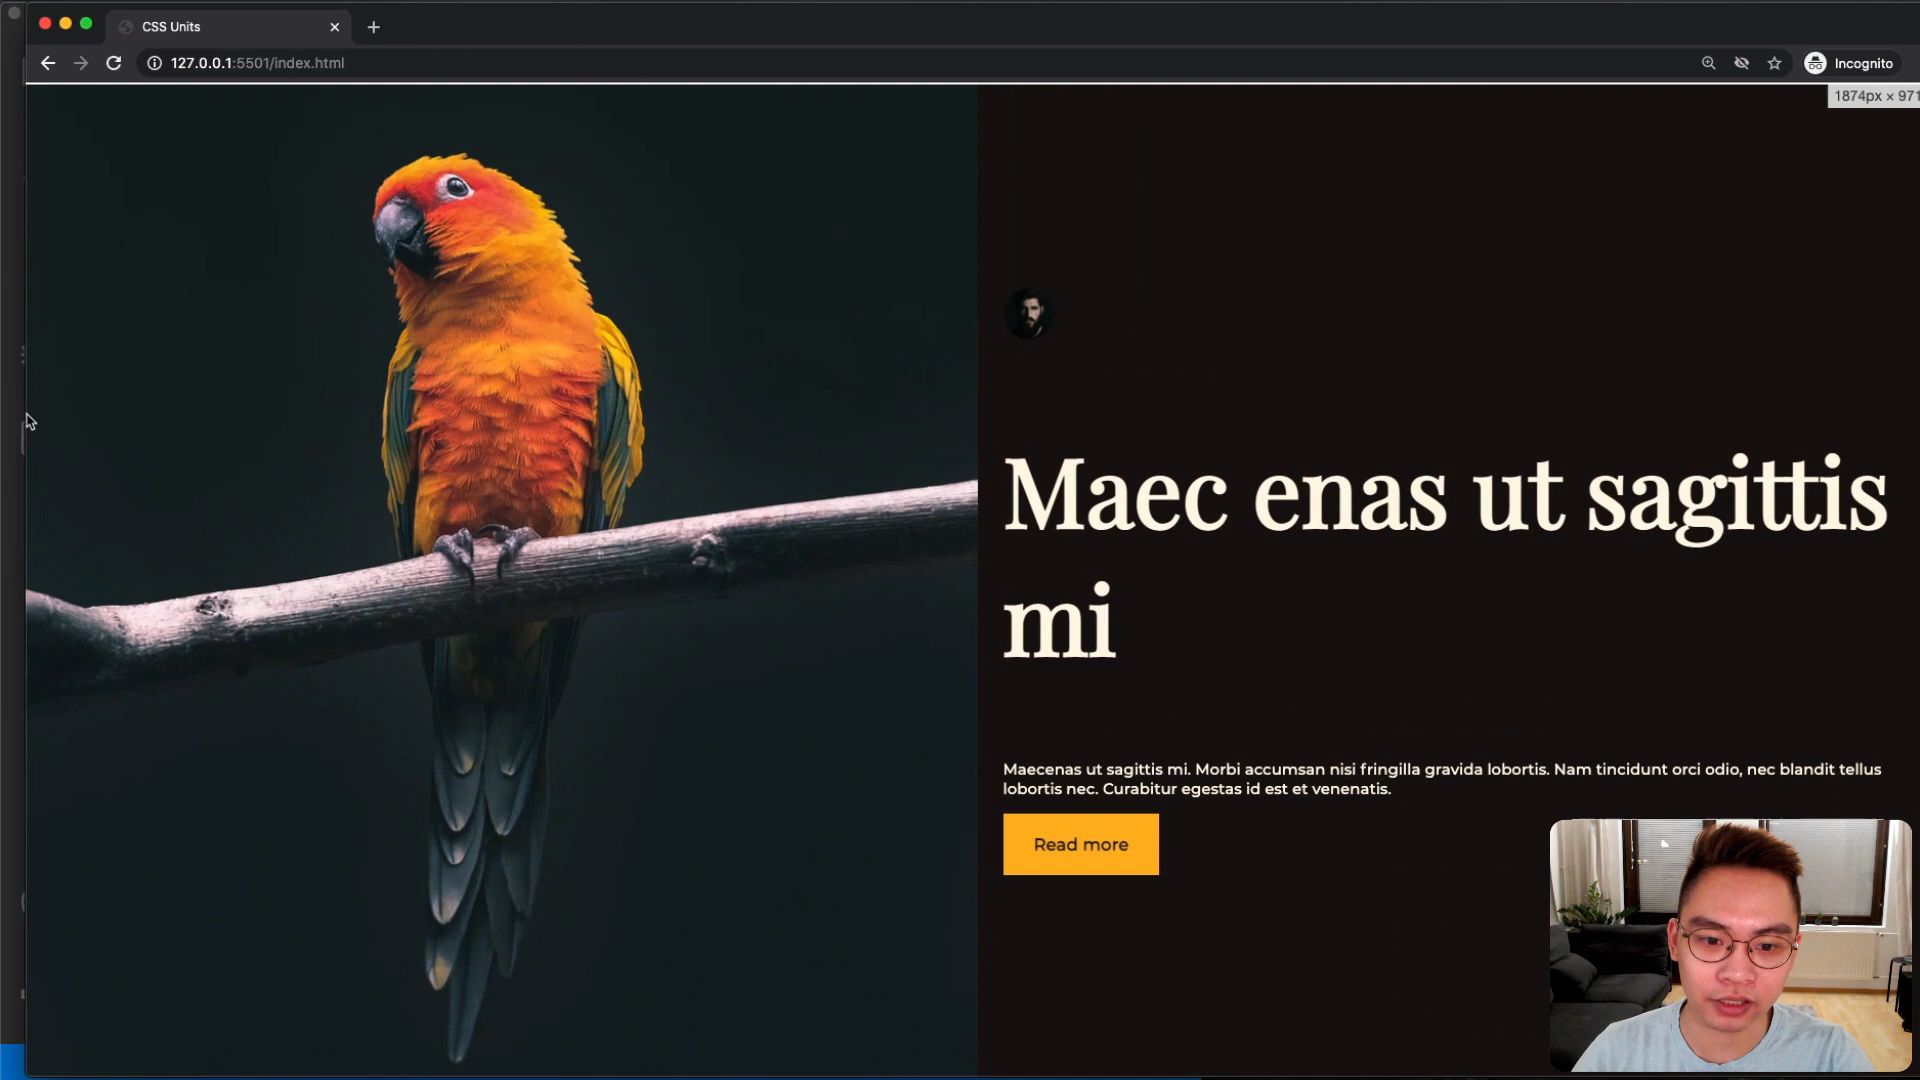 CSS Units
127.0.0.1:5501/index.html
Incognito
1874px × 971
Maec enas ut sagittis
mi
Maecenas ut sagittis mi. Morbi accumsan nisi fringilla gravida lobortis. Nam tincidunt orci odio, nec blandit tellus
lobortis nec. Curabitur egestas id est et venenatis.
Read more